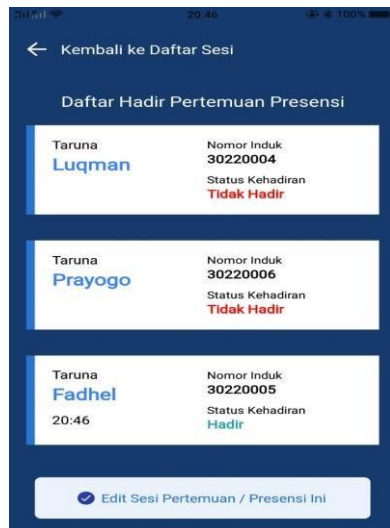 20.46
100%
Kembali ke Daftar Sesi
Daftar Hadir Pertemuan Presensi
Taruna
Luqman
Nomor Induk
30220004
Status Kehadiran
Tidak Hadir
Taruna
Prayogo
Nomor Induk
30220006
Status Kehadiran
Tidak Hadir
Taruna
Fadhel
20:46
Nomor Induk
30220005
Status Kehadiran
Hadir
Edit Sesi Pertemuan / Presensi Ini